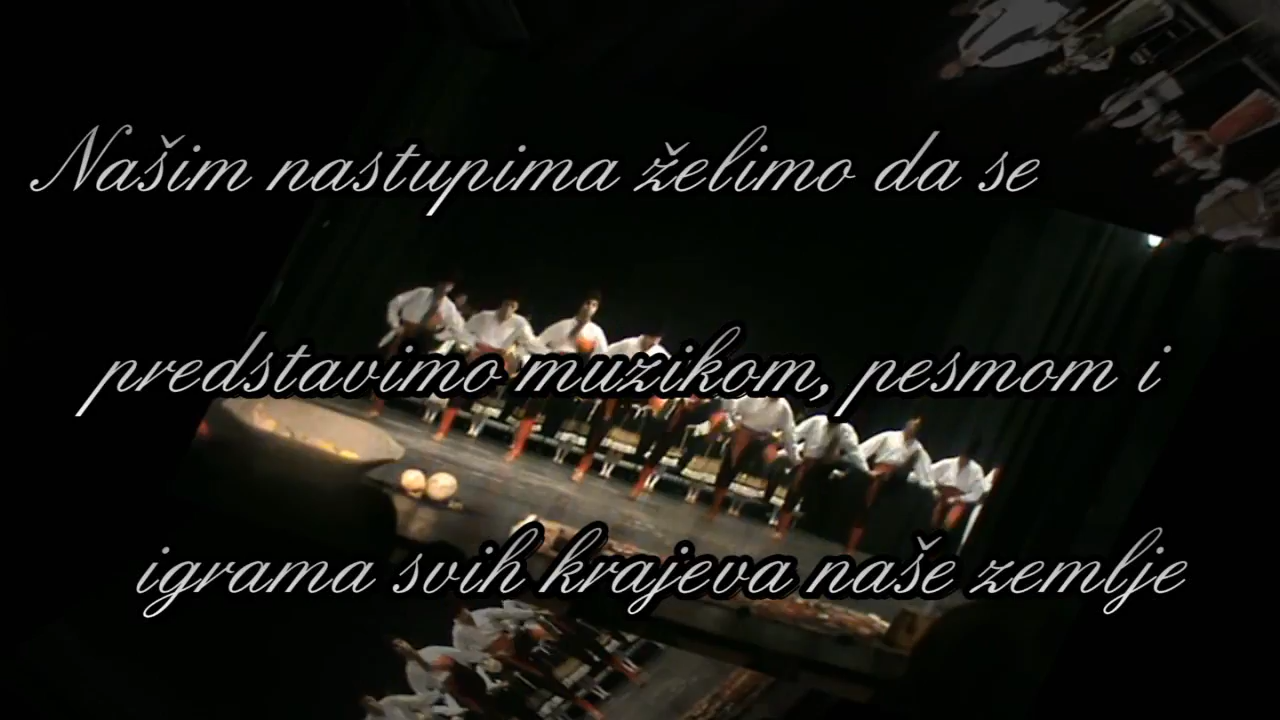 Našim nastupima želimo da se
predstavimo muzikom, pesmom i
igrama svih krajeva naše zemlje